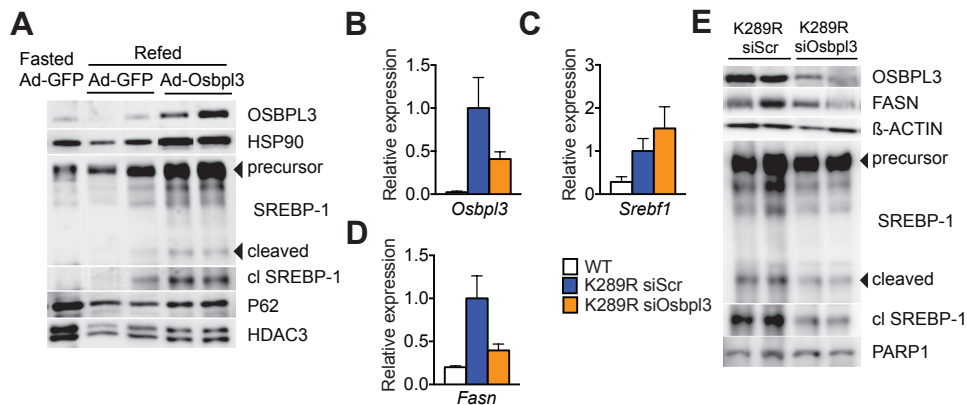 A
Fasted
Refed
Ad-GFP
Ad-GFP
Ad-Osbpl3
OSBPL3
HSP90
precursor
SREBP-1
cleaved
cl SREBP-1
P62
HDAC3
B
Relative expression
1.5
1.0
0.5
0.0
Osbpl3
C
Relative expression
3
2
1
0
Srebf1
D
Relative expression
1.5
1.0
0.5
0.0
Fasn
WT
K289R siScr
K289R siOsbpl3
E
K289R
siScr
K289R
siOsbpl3
OSBPL3
FASN
ß-ACTIN
precursor
SREBP-1
cleaved
cl SREBP-1
PARP1